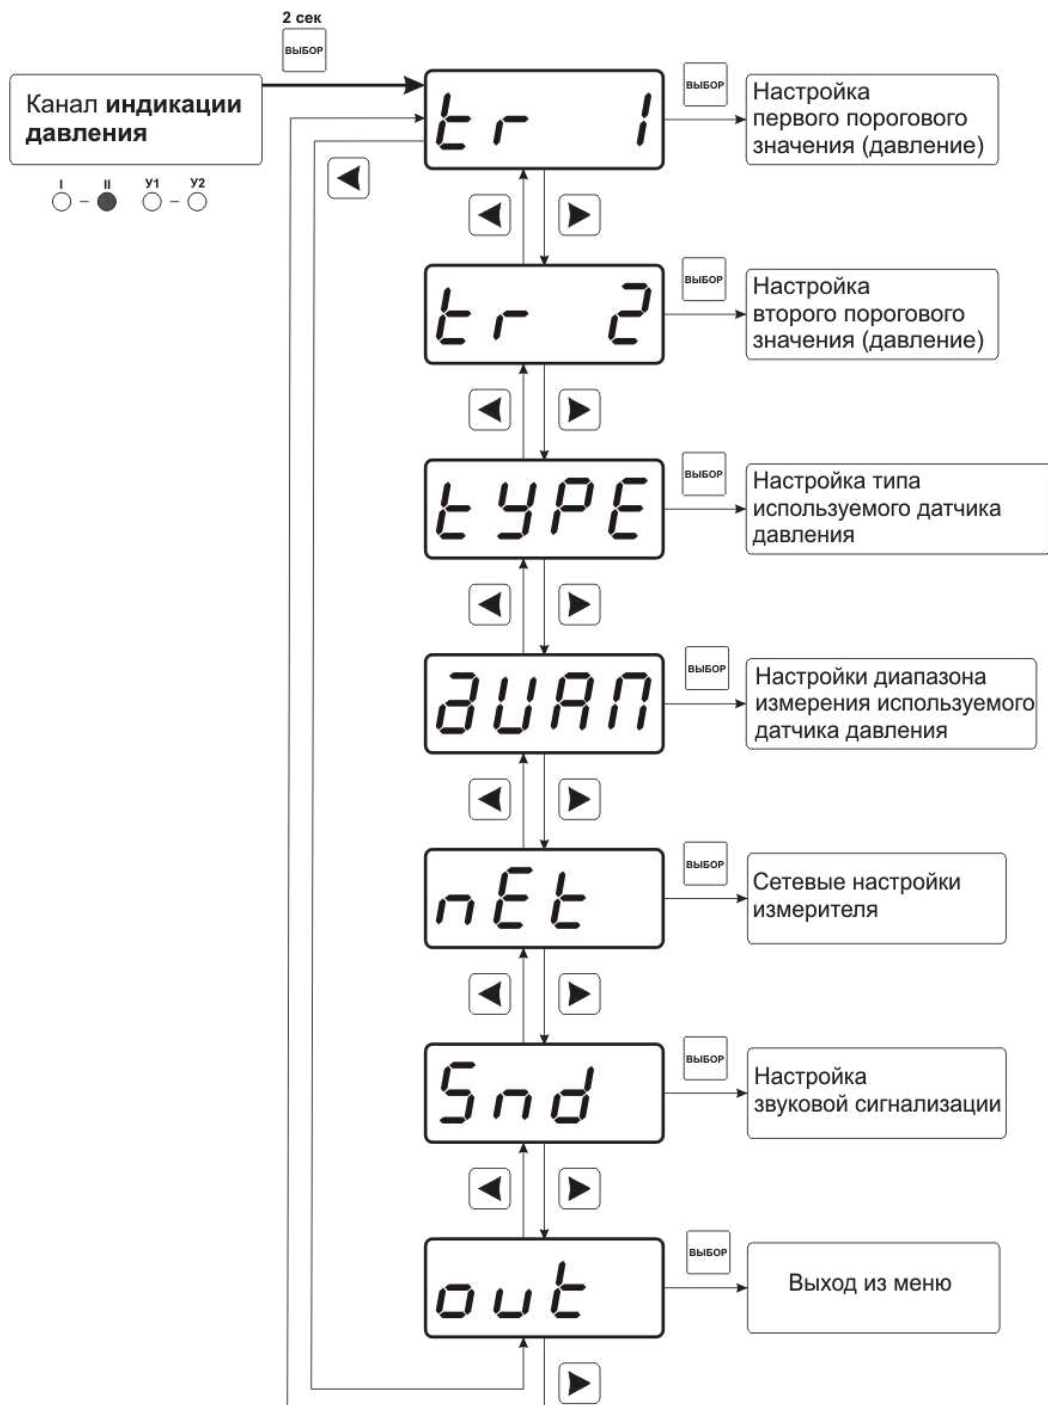 2 сек
ВЫБОР
Канал индикации
давления
I II У1 У2
tr 1
ВЫБОР
Настройка
первого порогового
значения (давление)
tr 2
ВЫБОР
Настройка
второго порогового
значения (давление)
tYPE
ВЫБОР
Настройка типа
используемого датчика
давления
ДИАП
ВЫБОР
Настройки диапазона
измерения используемого
датчика давления
nEt
ВЫБОР
Сетевые настройки
измерителя
Snd
ВЫБОР
Настройка
звуковой сигнализации
out
ВЫБОР
Выход из меню